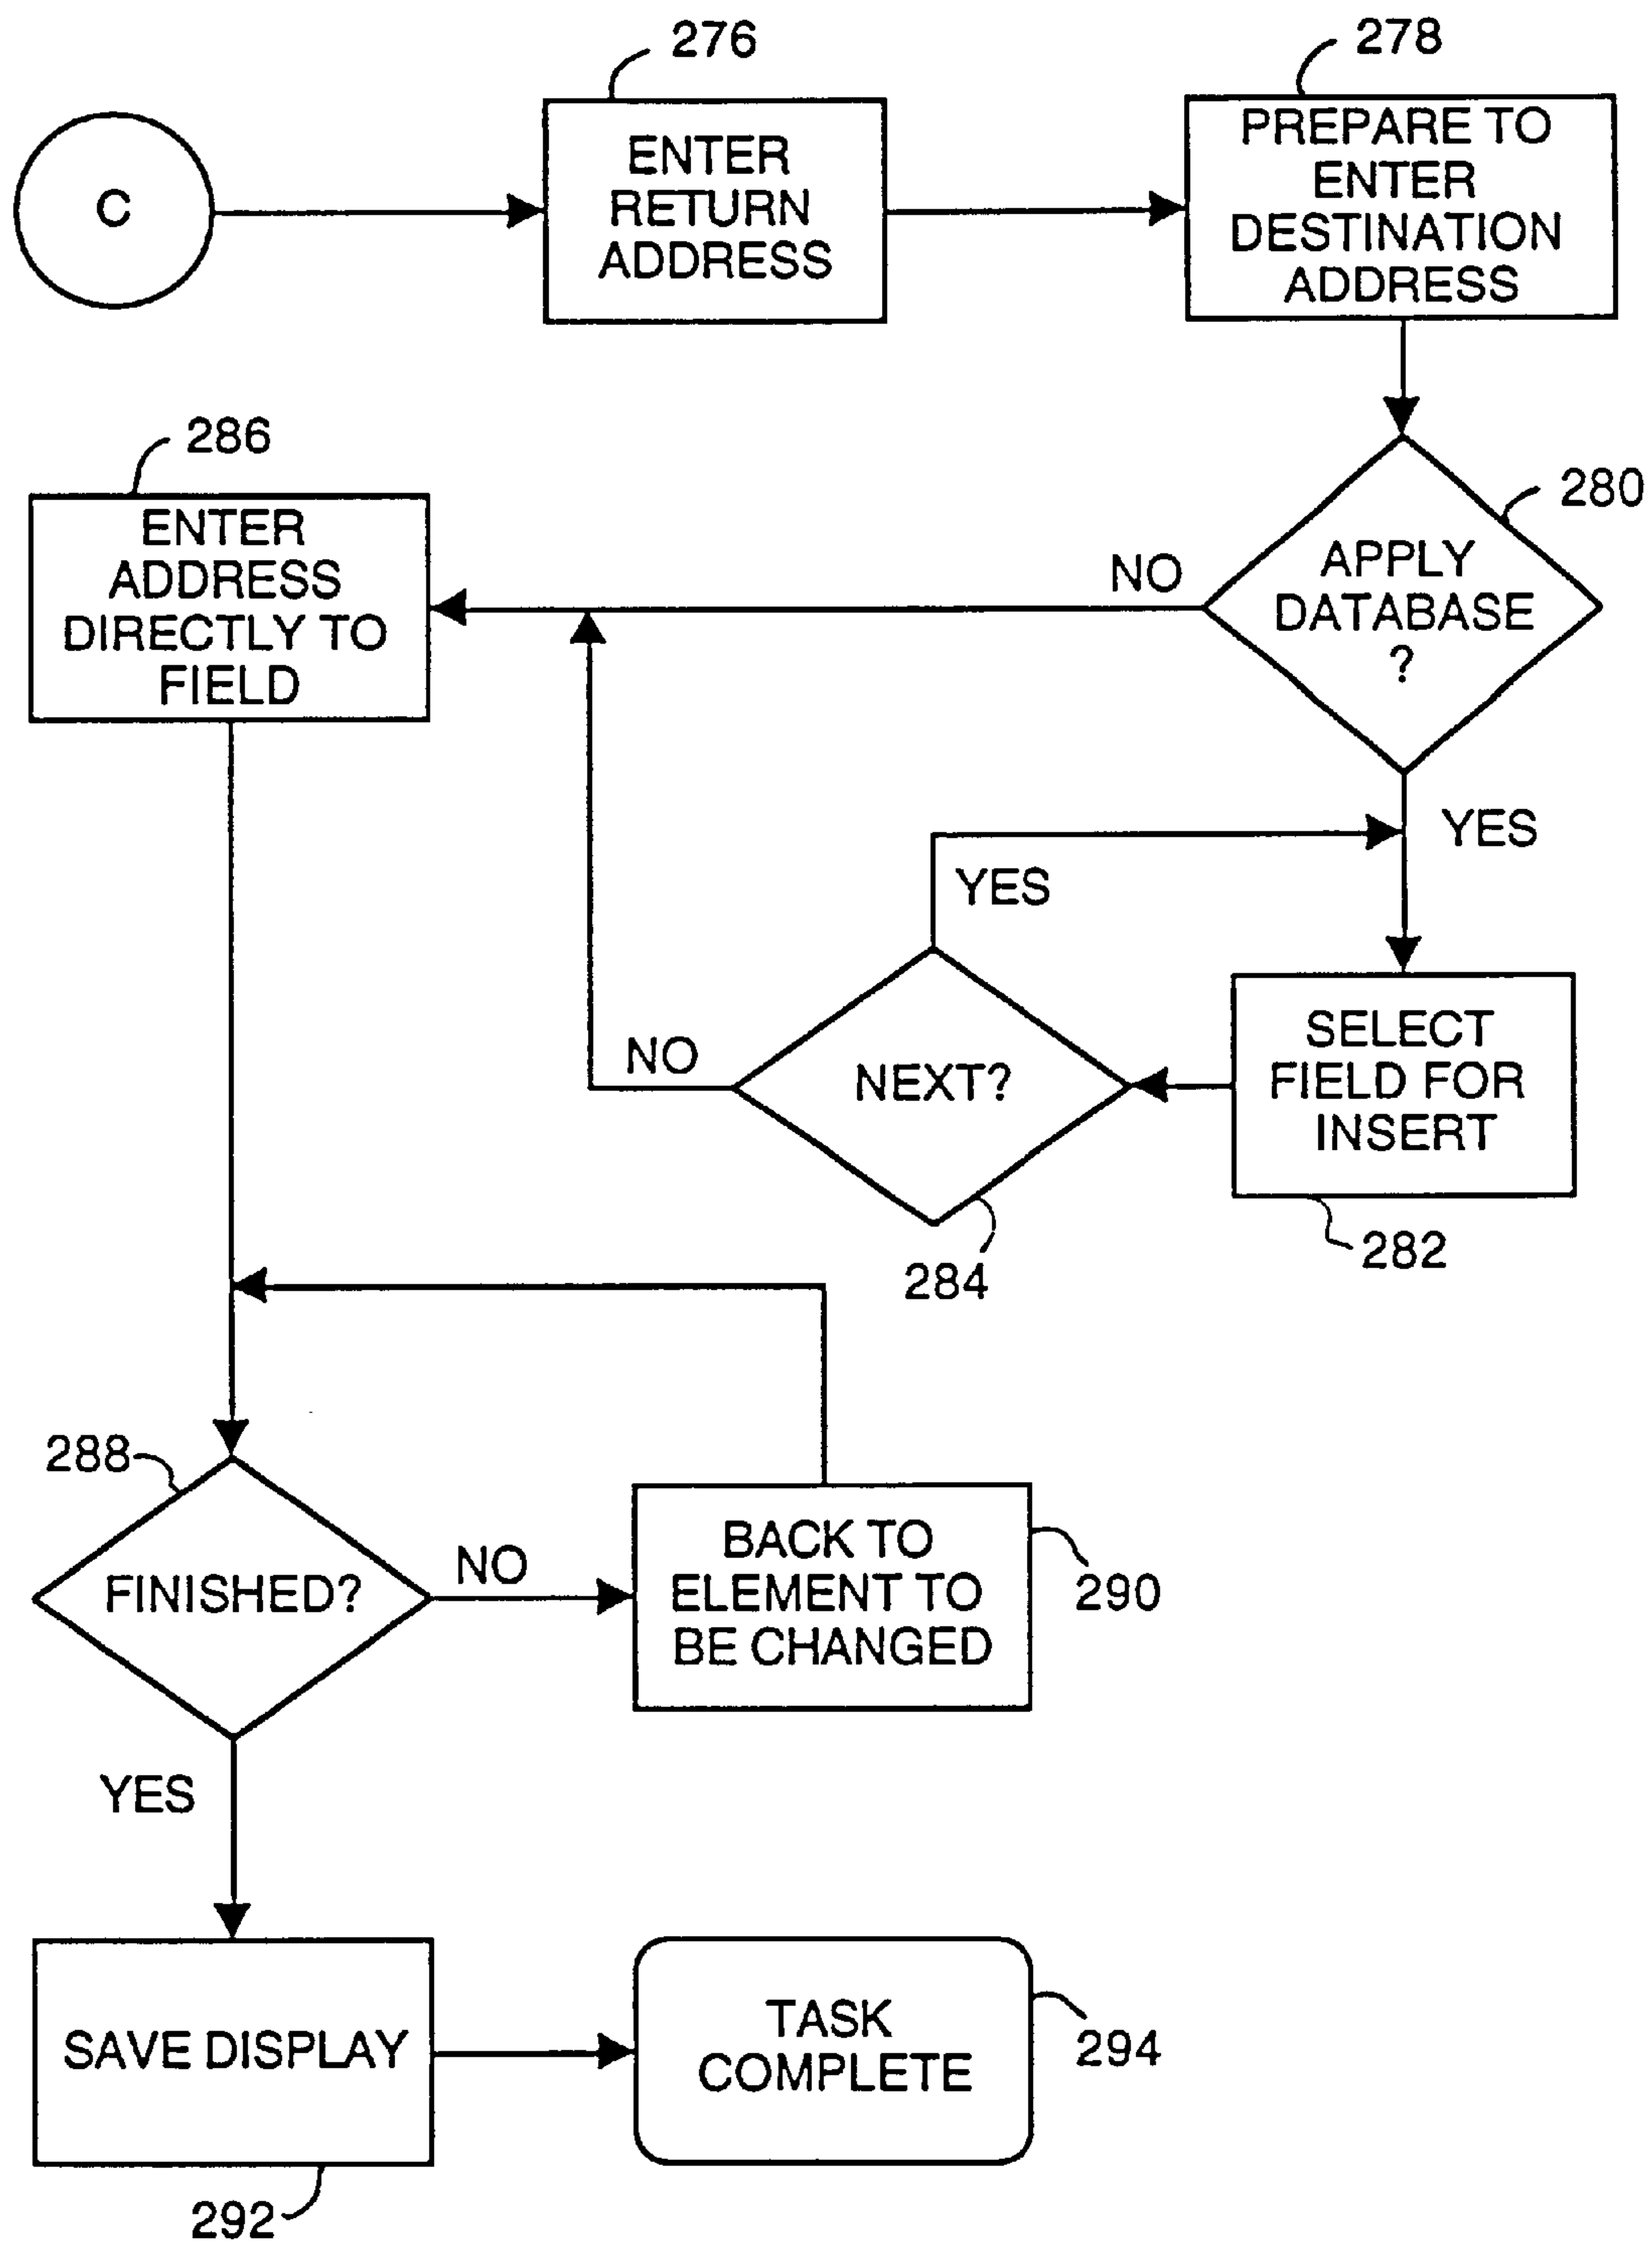 276
278
C
ENTER
RETURN
ADDRESS
PREPARE TO
ENTER
DESTINATION
ADDRESS
286
280
ENTER
ADDRESS
DIRECTLY TO
FIELD
NO
APPLY
DATABASE
?
YES
YES
NO
NEXT?
SELECT
FIELD FOR
INSERT
284
282
288
FINISHED?
NO
BACK TO
ELEMENT TO
BE CHANGED
290
YES
SAVE DISPLAY
TASK
COMPLETE
294
292